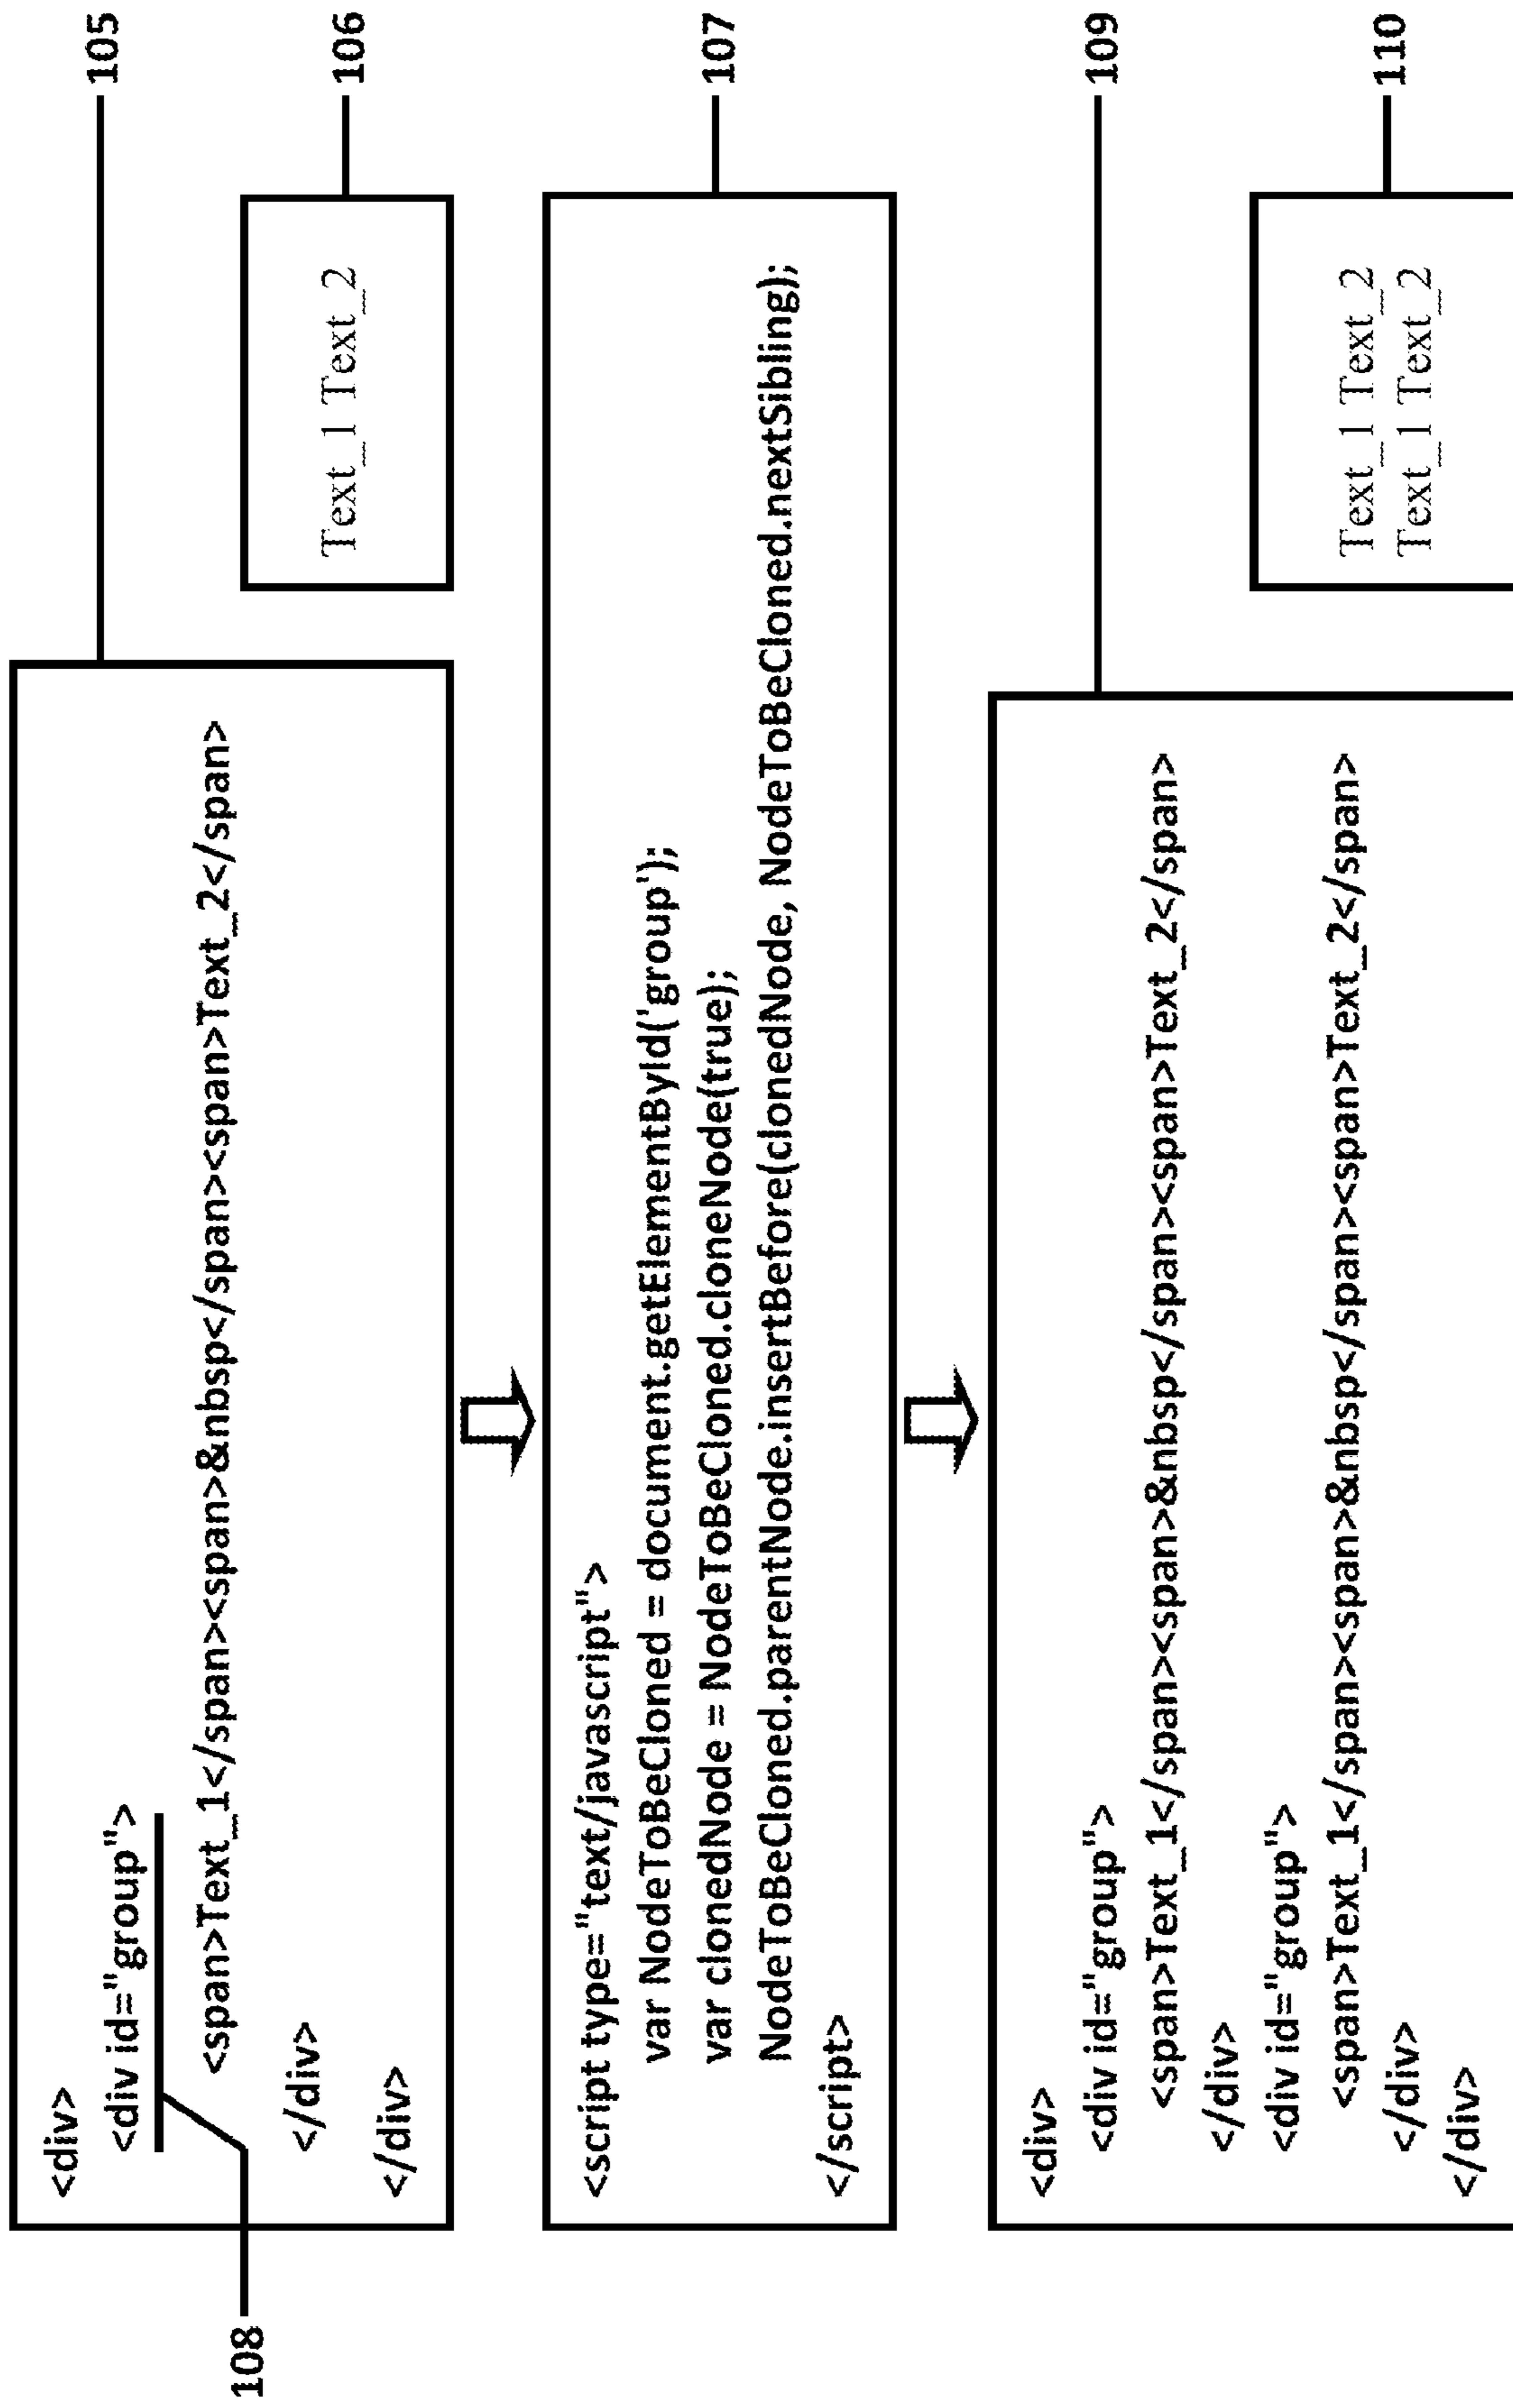 <div>
<div id="group">
<span>Text_1</span><span>&nbsp</span><span>Text_2</span>
</div>
</div>
105
108
Text_1 Text_2
106
<script type="text/javascript">
var NodeToBeCloned = document.getElementById('group');
var clonedNode = NodeToBeCloned.cloneNode(true);
NodeToBeCloned.parentNode.insertBefore(clonedNode, NodeToBeCloned.nextSibling);
</script>
107
<div>
<div id="group">
<span>Text_1</span><span>&nbsp</span><span>Text_2</span>
</div>
<div id="group">
<span>Text_1</span><span>&nbsp</span><span>Text_2</span>
</div>
</div>
109
Text_1 Text_2
Text_1 Text_2
110